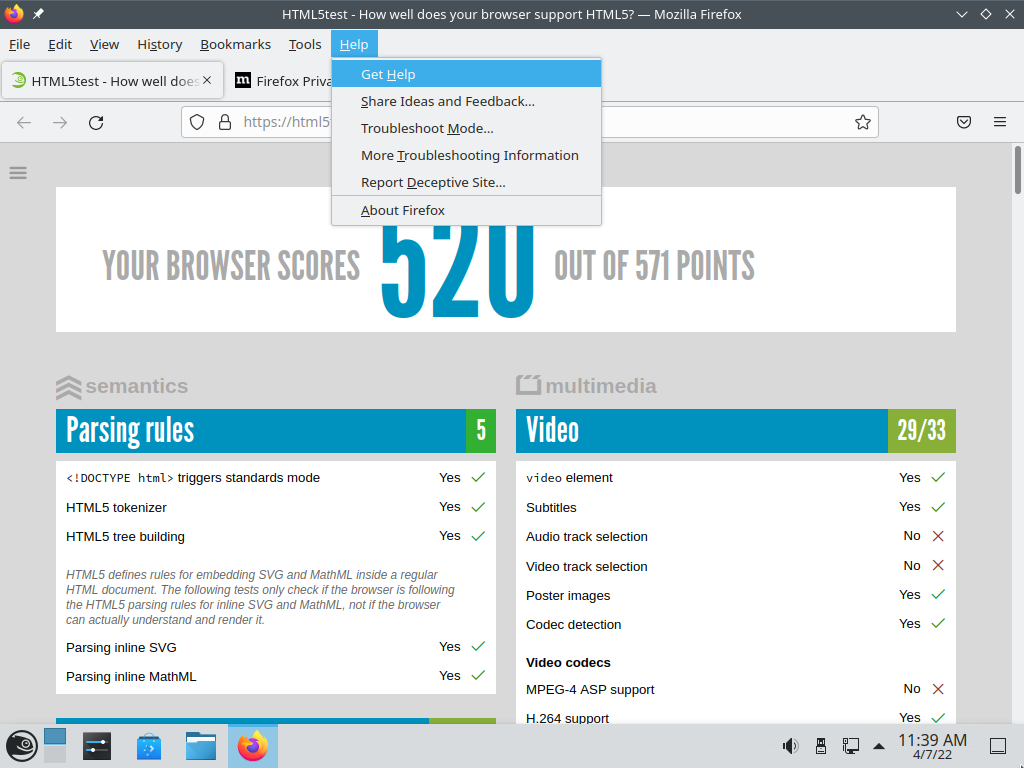 HTML5test - How well does your browser support HTML5? — Mozilla Firefox
File Edit View History Bookmarks Tools Help
HTML5test - How well does
Firefox Priva
Get Help
Share Ideas and Feedback...
Troubleshoot Mode...
More Troubleshooting Information
Report Deceptive Site...
About Firefox
https://html5
YOUR BROWSER SCORES 520 OUT OF 571 POINTS
semantics
Parsing rules 5
<!DOCTYPE html> triggers standards mode Yes
HTML5 tokenizer Yes
HTML5 tree building Yes
HTML5 defines rules for embedding SVG and MathML inside a regular
HTML document. The following tests only check if the browser is following
the HTML5 parsing rules for inline SVG and MathML, not if the browser
can actually understand and render it.
Parsing inline SVG Yes
Parsing inline MathML Yes
multimedia
Video 29/33
video element Yes
Subtitles Yes
Audio track selection No
Video track selection No
Poster images Yes
Codec detection Yes
Video codecs
MPEG-4 ASP support No
H.264 support Yes
11:39 AM
4/7/22